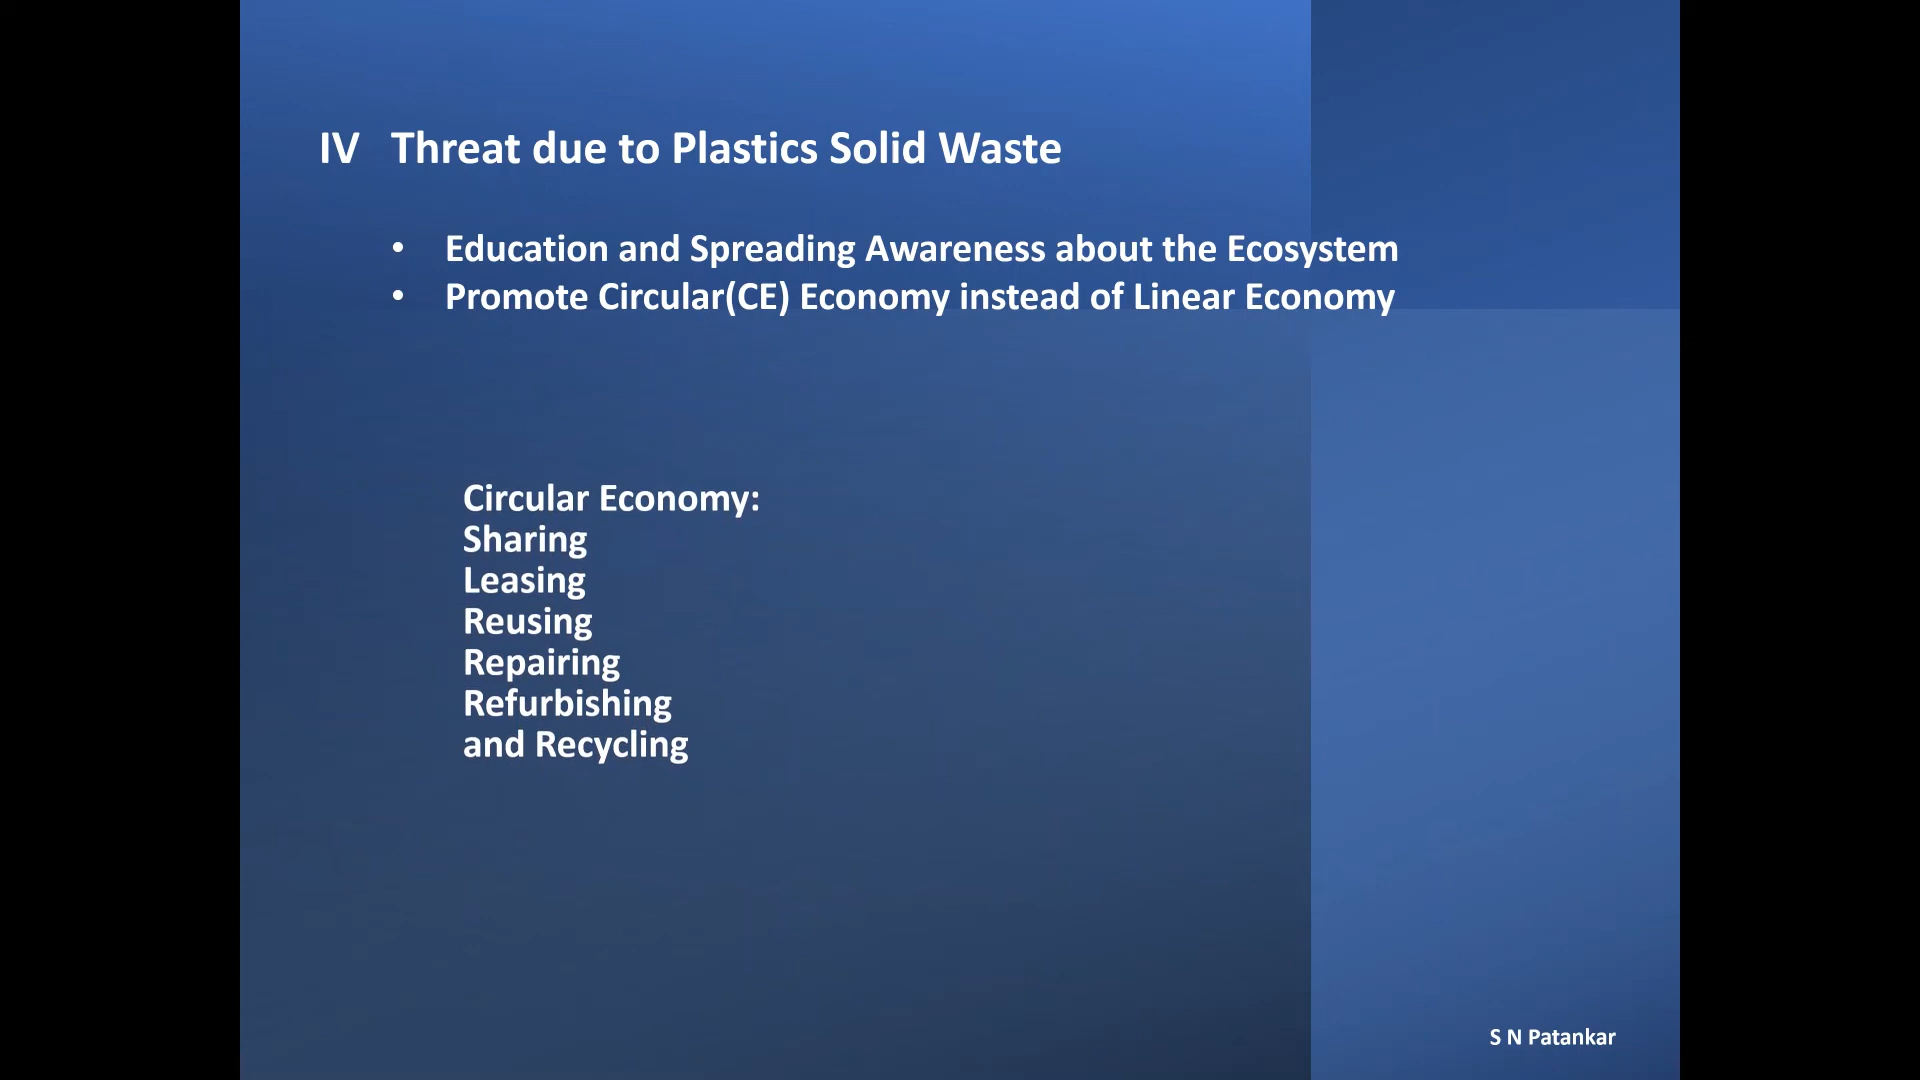 IV Threat due to Plastics Solid Waste
• Education and Spreading Awareness about the Ecosystem
• Promote Circular(CE) Economy instead of Linear Economy
Circular Economy:
Sharing
Leasing
Reusing
Repairing
Refurbishing
and Recycling
S N Patankar